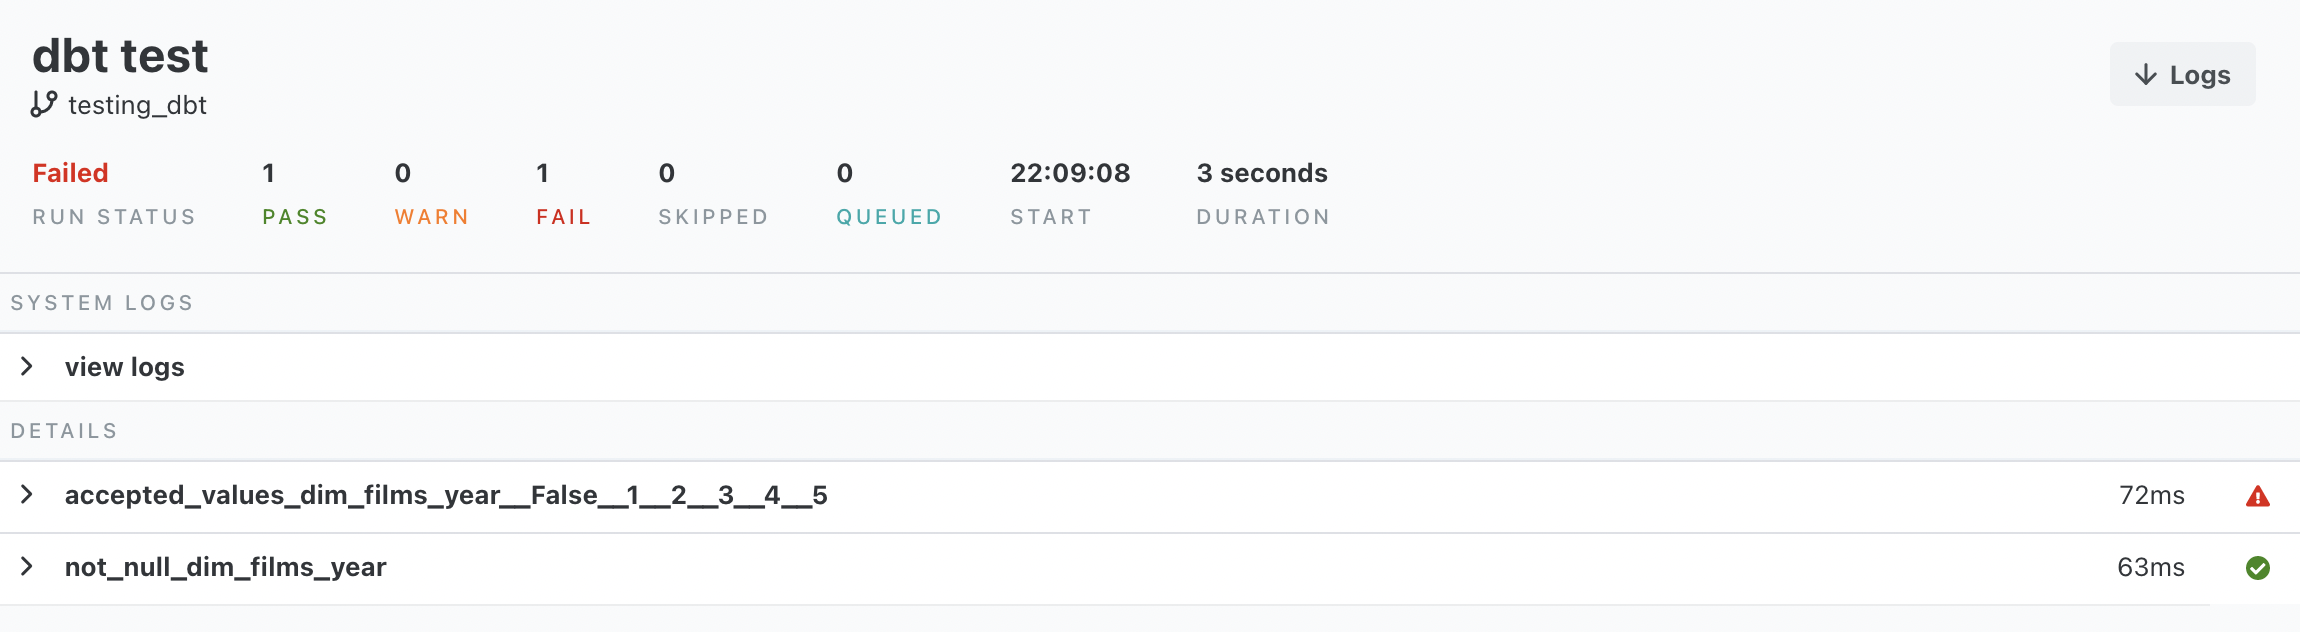 dbt test
Logs
testing_dbt
Failed 1 0 1 0 0 22:09:08 3 seconds
RUN STATUS PASS WARN FAIL SKIPPED QUEUED START DURATION
SYSTEM LOGS
view logs
DETAILS
accepted_values_dim_films_year__False__1__2__3__4__5 72ms
not_null_dim_films_year 63ms